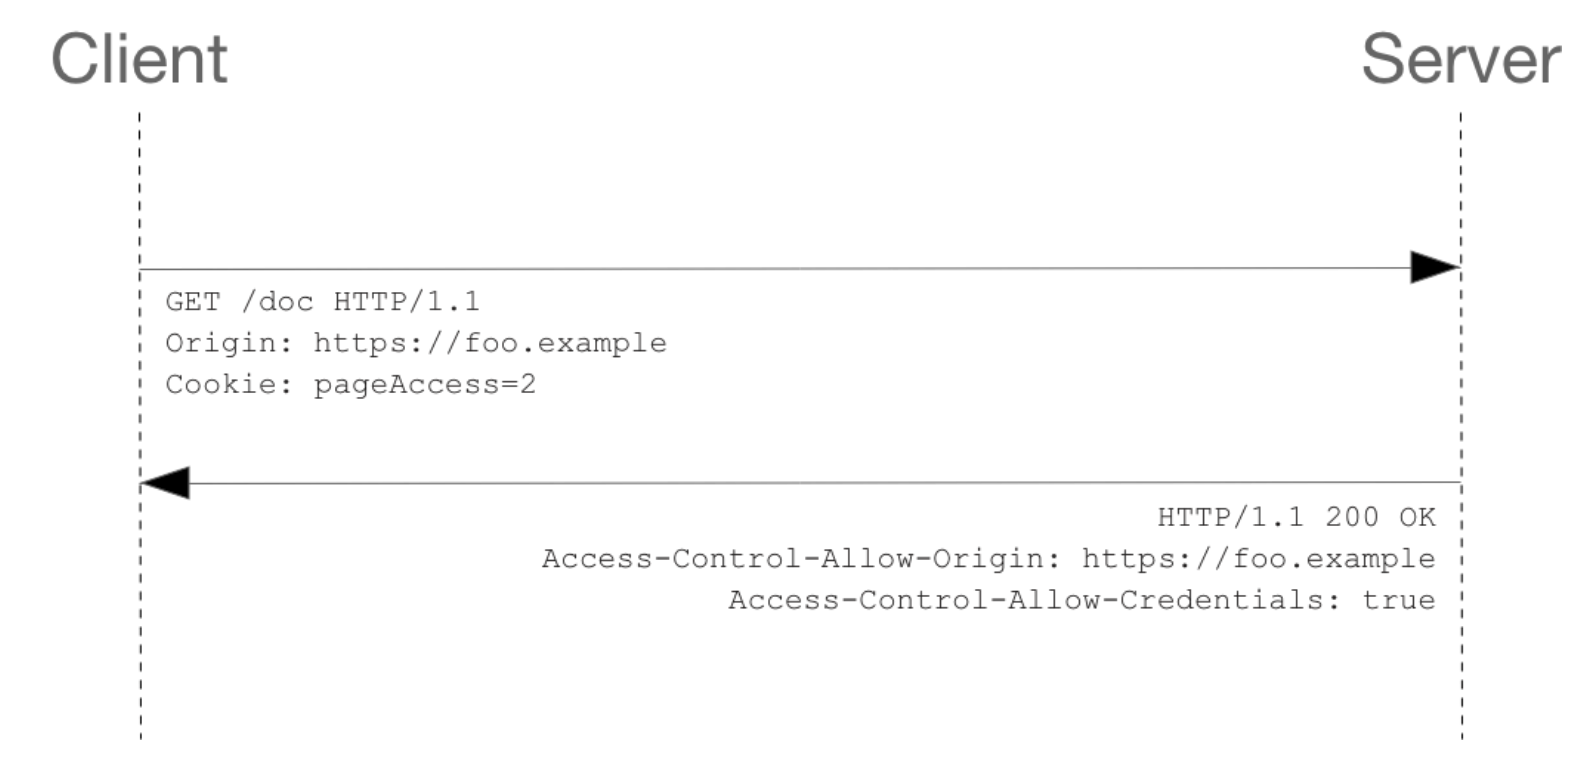 Client
Server
GET /doc HTTP/1.1
Origin: https://foo.example
Cookie: pageAccess=2
HTTP/1.1 200 OK
Access-Control-Allow-Origin: https://foo.example
Access-Control-Allow-Credentials: true